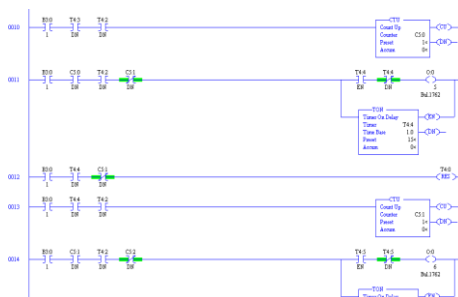 0010
B3:0 T4:3 T4:2
1 DN DN
CTU
Count Up
Counter C5:0
Preset 1<
Accum 0<
CU
DN
0011
B3:0 C5:0 T4:2 C5:1
1 DN DN DN
T4:4 T4:4 O:0
EN DN 5
Bul.1762
TON
Timer On Delay
Timer T4:4
Time Base 1.0
Preset 15<
Accum 0<
EN
DN
0012
B3:0 T4:4 C5:1
1 DN DN
T4:0
RES
0013
B3:0 T4:4 T4:2
1 DN DN
CTU
Count Up
Counter C5:1
Preset 1<
Accum 0<
CU
DN
0014
B3:0 C5:1 T4:2 C5:2
1 DN DN DN
T4:5 T4:5 O:0
EN DN 6
Bul.1762
TON
Timer On Delay